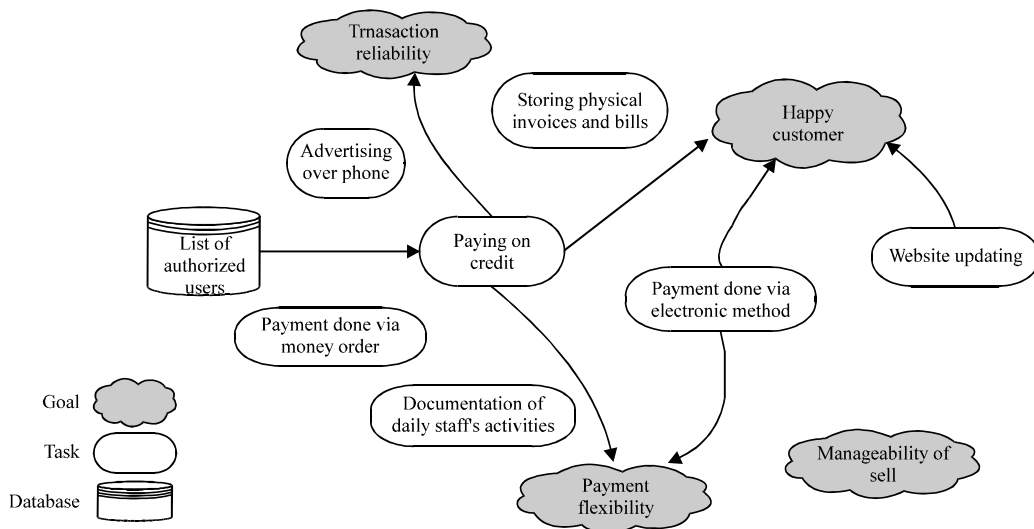 Trnasaction
reliability
Storing physical
invoices and bills
Happy
customer
Advertising
over phone
List of
authorized
users
Paying on
credit
Website updating
Payment done via
electronic method
Payment done via
money order
Documentation of
daily staff's activities
Goal
Task
Database
Payment
flexibility
Manageability of
sell